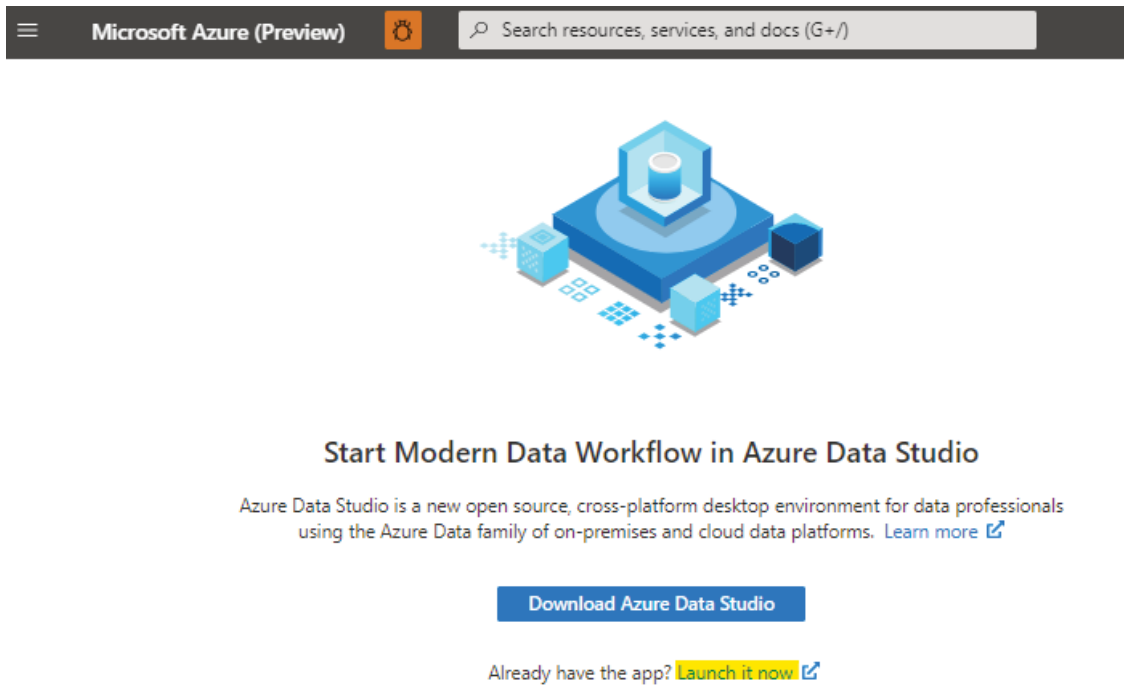 Microsoft Azure (Preview)
Search resources, services, and docs (G+/)
Start Modern Data Workflow in Azure Data Studio
Azure Data Studio is a new open source, cross-platform desktop environment for data professionals
using the Azure Data family of on-premises and cloud data platforms. Learn more
Download Azure Data Studio
Already have the app? Launch it now